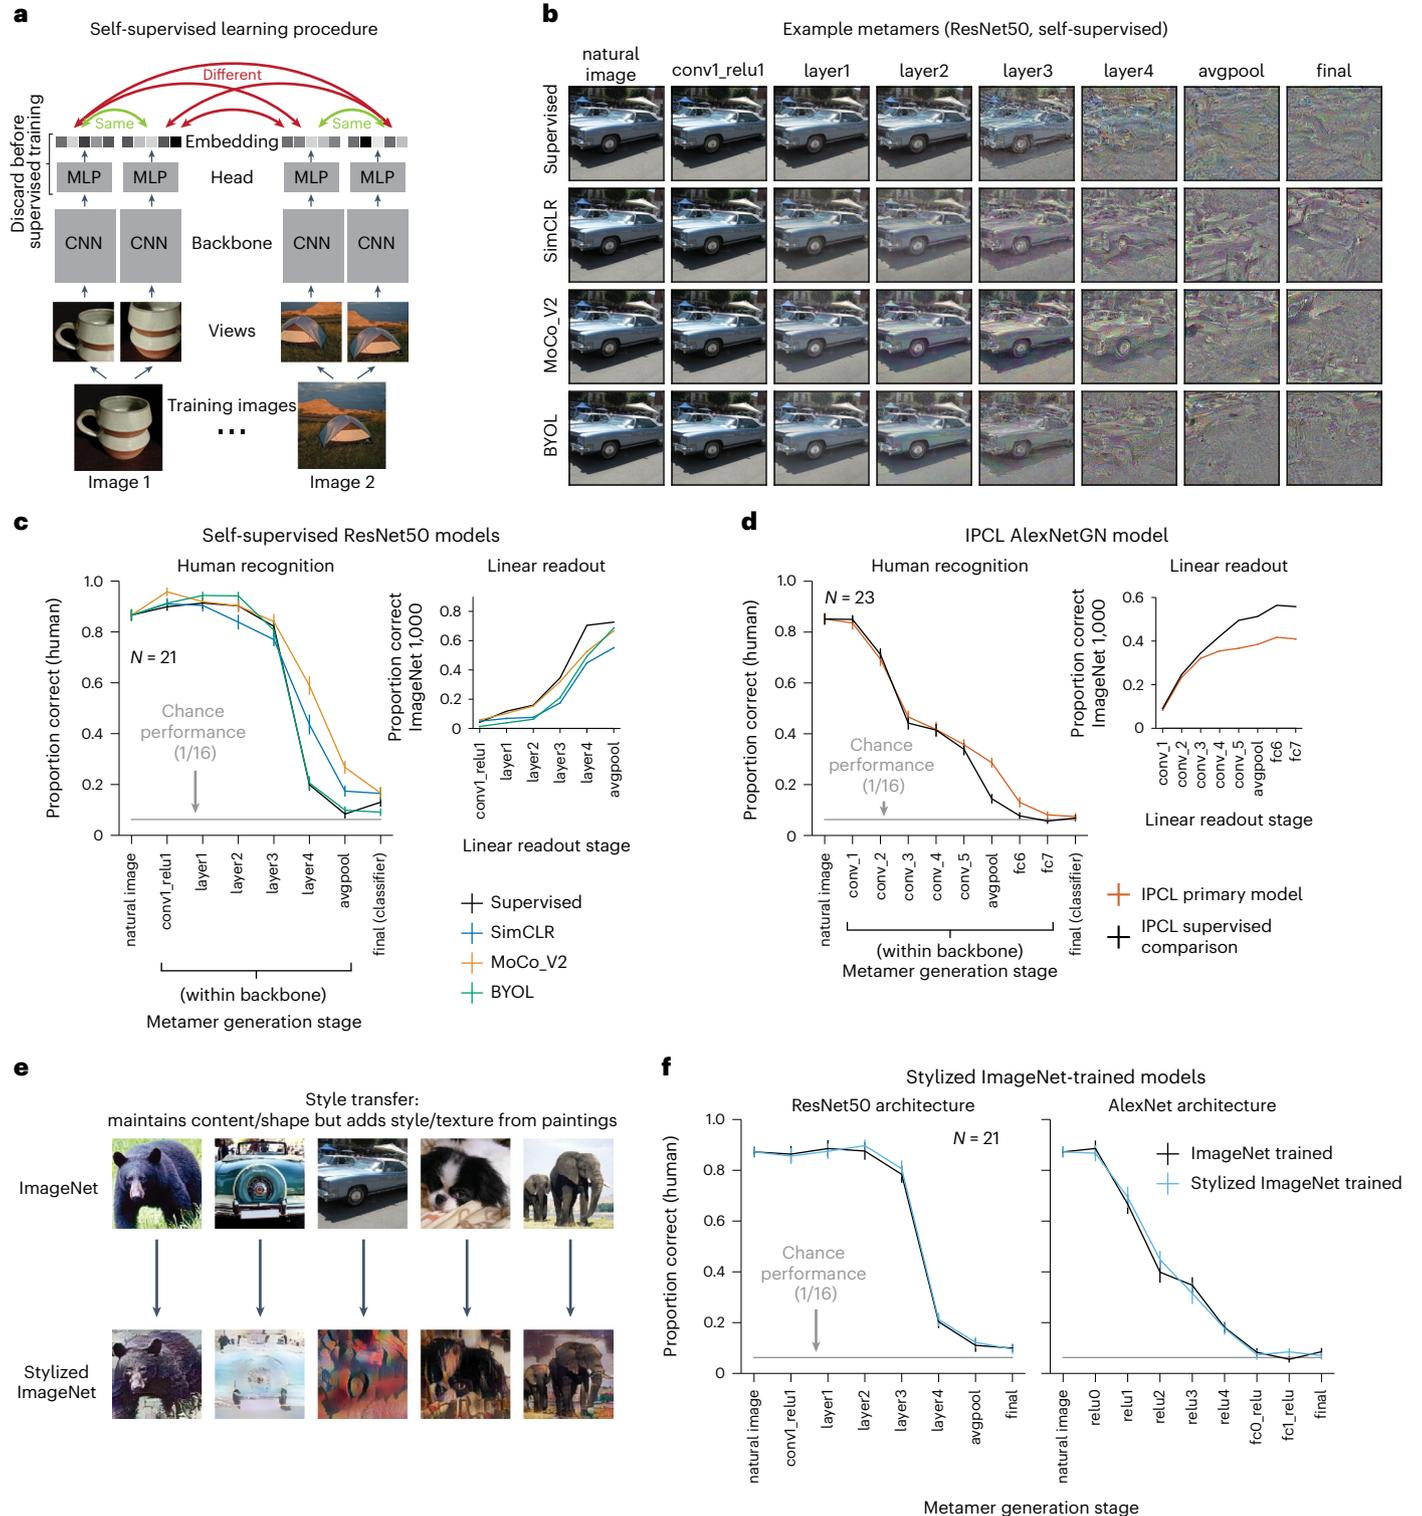 a
Self-supervised learning procedure
Different
Same
Same
Discard before
supervised training
Embedding
MLP
MLP
Head
MLP
MLP
CNN
CNN
Backbone
CNN
CNN
Views
Training images
...
Image 1
Image 2
b
Example metamers (ResNet50, self-supervised)
natural
image
conv1_relu1
layer1
layer2
layer3
layer4
avgpool
final
Supervised
SimCLR
MoCo_V2
BYOL
c
Self-supervised ResNet50 models
Human recognition
Proportion correct (human)
1.0
0.8
0.6
0.4
0.2
0
N = 21
Chance
performance
(1/16)
natural image
conv1_relu1
layer1
layer2
layer3
layer4
avgpool
final (classifier)
(within backbone)
Metamer generation stage
Linear readout
Proportion correct
ImageNet 1,000
0.8
0.6
0.4
0.2
0
conv1_relu1
layer1
layer2
layer3
layer4
avgpool
Linear readout stage
Supervised
SimCLR
MoCo_V2
BYOL
d
IPCL AlexNetGN model
Human recognition
Proportion correct (human)
1.0
0.8
0.6
0.4
0.2
0
N = 23
Chance
performance
(1/16)
natural image
conv_1
conv_2
conv_3
conv_4
conv_5
avgpool
fc6
fc7
final (classifier)
(within backbone)
Metamer generation stage
Linear readout
Proportion correct
ImageNet 1,000
0.6
0.4
0.2
0
conv_1
conv_2
conv_3
conv_4
conv_5
avgpool
fc6
fc7
Linear readout stage
IPCL primary model
IPCL supervised
comparison
e
Style transfer:
maintains content/shape but adds style/texture from paintings
ImageNet
Stylized
ImageNet
f
Stylized ImageNet-trained models
ResNet50 architecture
Proportion correct (human)
1.0
0.8
0.6
0.4
0.2
0
N = 21
Chance
performance
(1/16)
natural image
conv1_relu1
layer1
layer2
layer3
layer4
avgpool
final
AlexNet architecture
ImageNet trained
Stylized ImageNet trained
natural image
relu0
relu1
relu2
relu3
relu4
fc0_relu
fc1_relu
final
Metamer generation stage